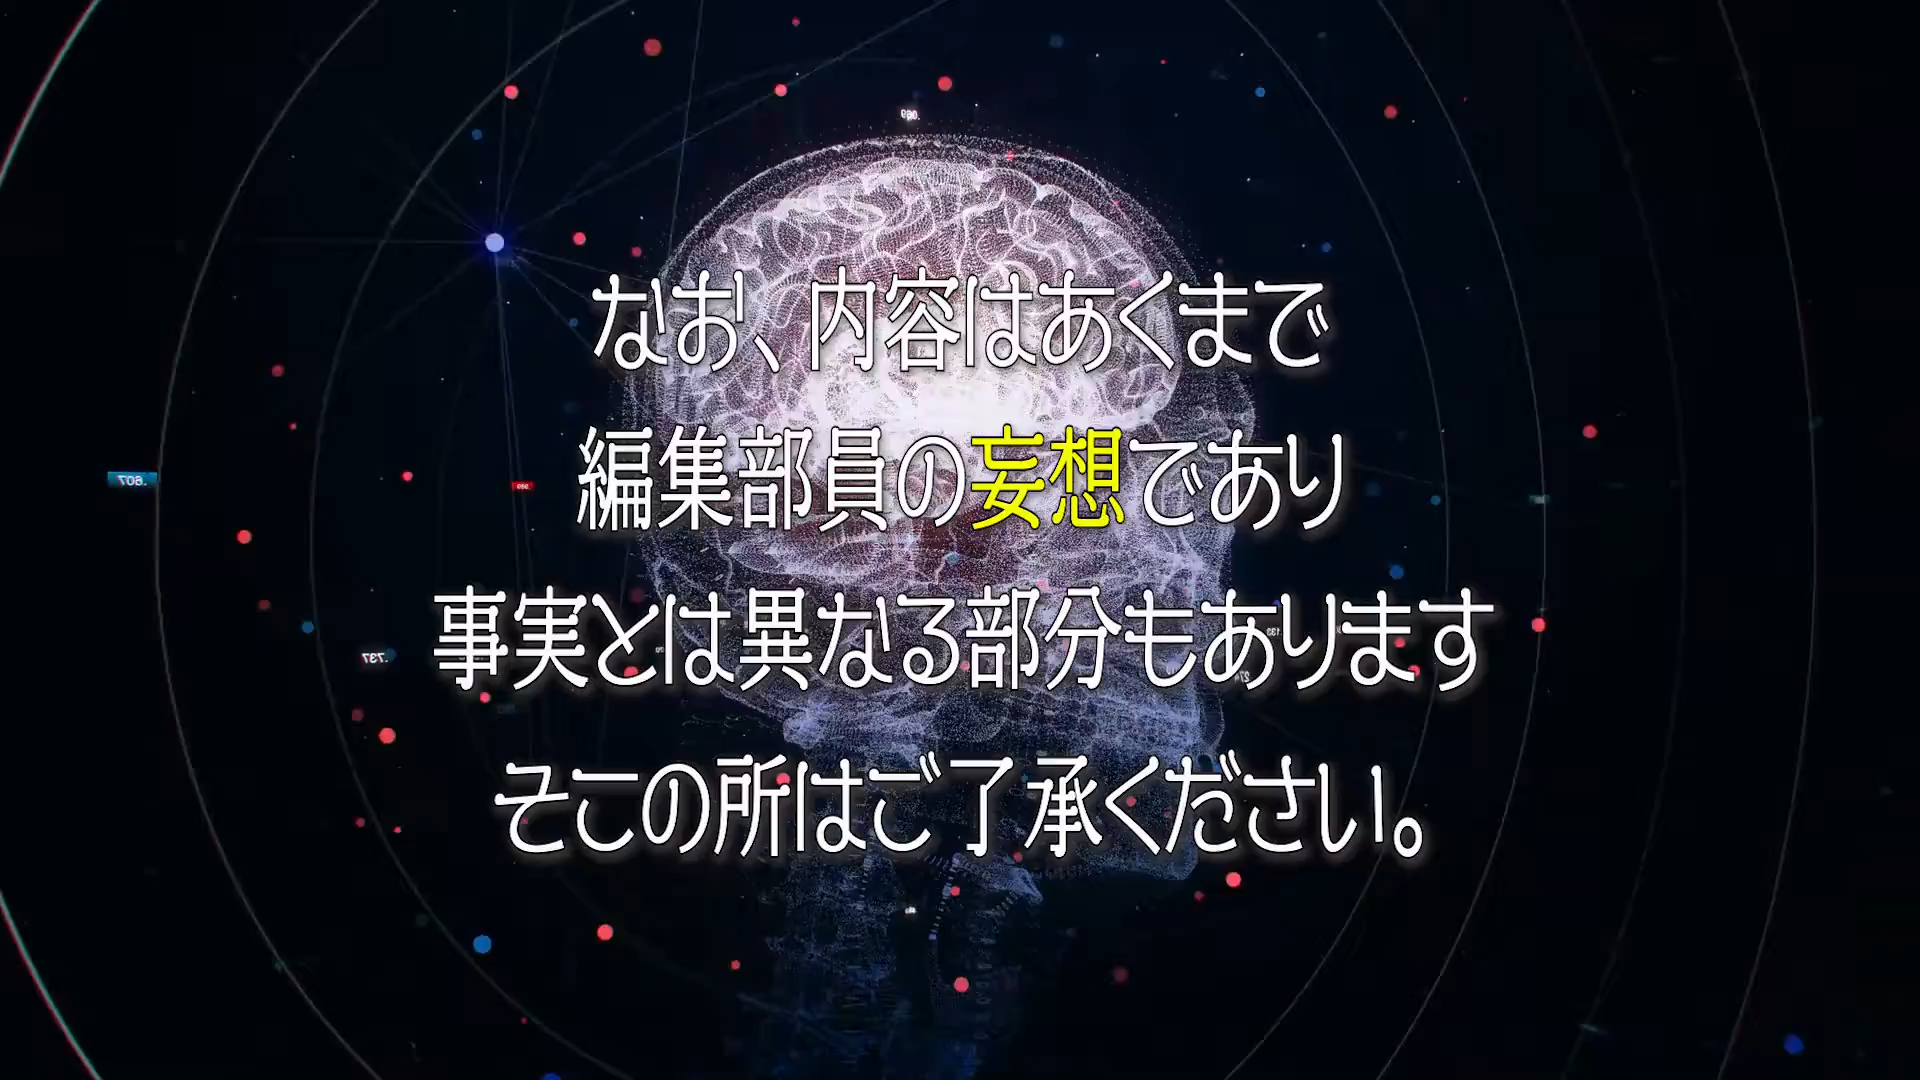 なお、内容はあくまで
編集部員の妄想であり
事実とは異なる部分もあります
そこの所はご了承ください。